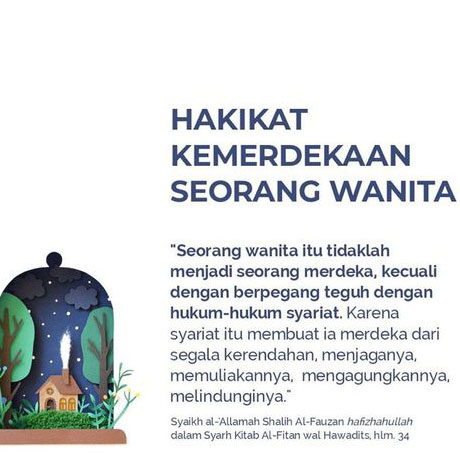 HAKIKAT
KEMERDEKAAN
SEORANG WANITA
"Seorang wanita itu tidaklah
menjadi seorang merdeka, kecuali
dengan berpegang teguh dengan
hukum-hukum syariat. Karena
syariat itu membuat ia merdeka dari
segala kerendahan, menjaganya,
memuliakannya, mengagungkannya,
melindunginya."
Syaikh al-'Allamah Shalih Al-Fauzan hafizhahullah
dalam Syarh Kitab Al-Fitan wal Hawadits, hlm. 34